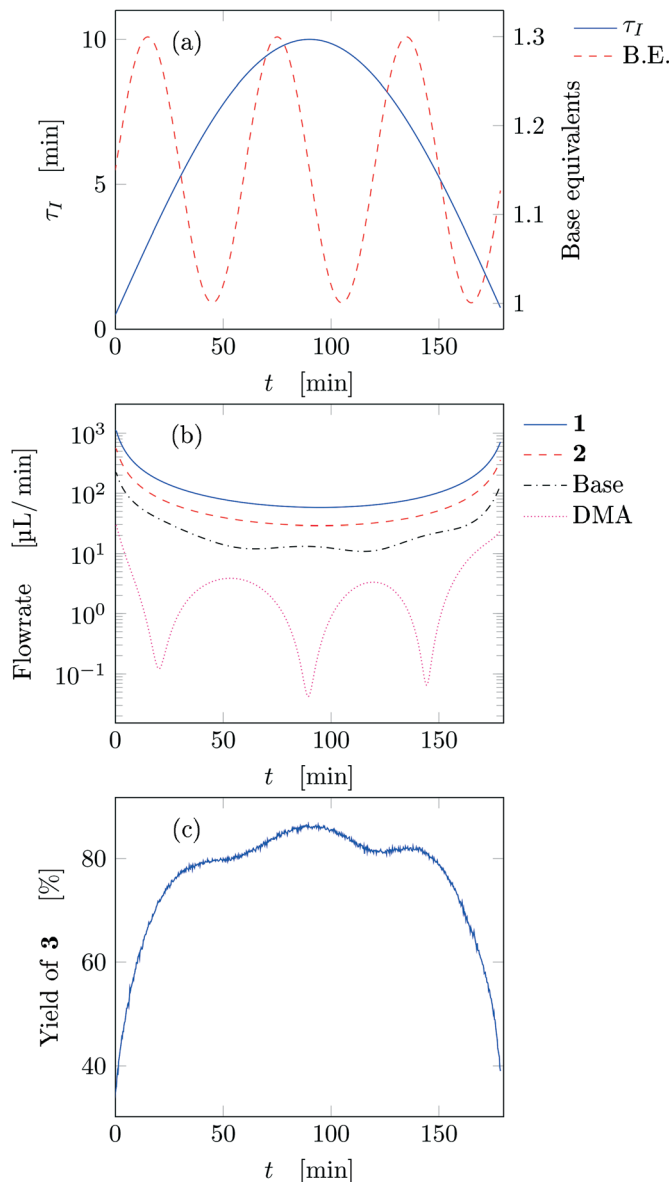 (a)
τI
B.E.
10
5
0
τI [min]
1.3
1.2
1.1
1
Base equivalents
0 50 100 150
t [min]
(b)
1
2
Base
DMA
10³
10²
10¹
10⁰
10⁻¹
Flowrate [µL/ min]
0 50 100 150
t [min]
(c)
80
60
40
Yield of 3 [%]
0 50 100 150
t [min]